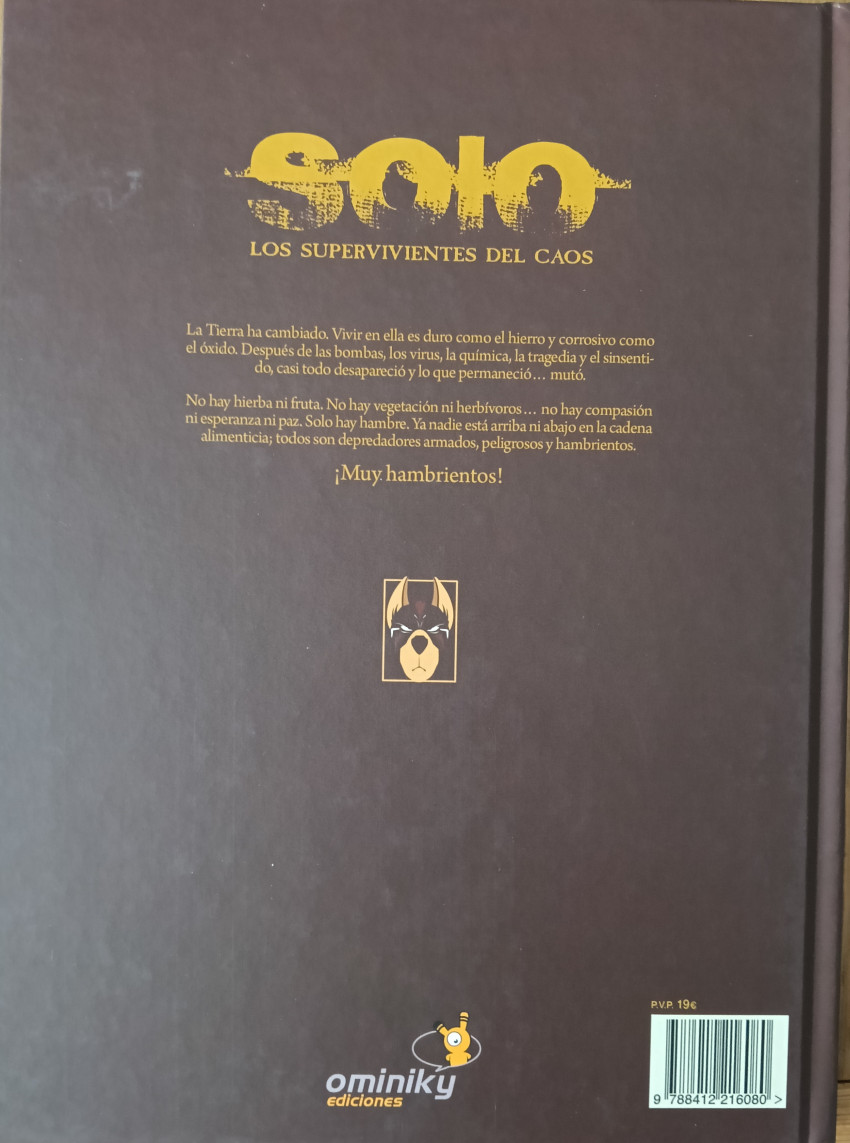 SOLO
LOS SUPERVIVIENTES DEL CAOS
La Tierra ha cambiado. Vivir en ella es duro como el hierro y corrosivo como
el óxido. Después de las bombas, los virus, la química, la tragedia y el sinsenti-
do, casi todo desapareció y lo que permaneció… mutó.
No hay hierba ni fruta. No hay vegetación ni herbívoros… no hay compasión
ni esperanza ni paz. Solo hay hambre. Ya nadie está arriba ni abajo en la cadena
alimenticia; todos son depredadores armados, peligrosos y hambrientos.
¡Muy hambrientos!
P.V.P. 19€
ominiky
ediciones
9 788412 216080 >